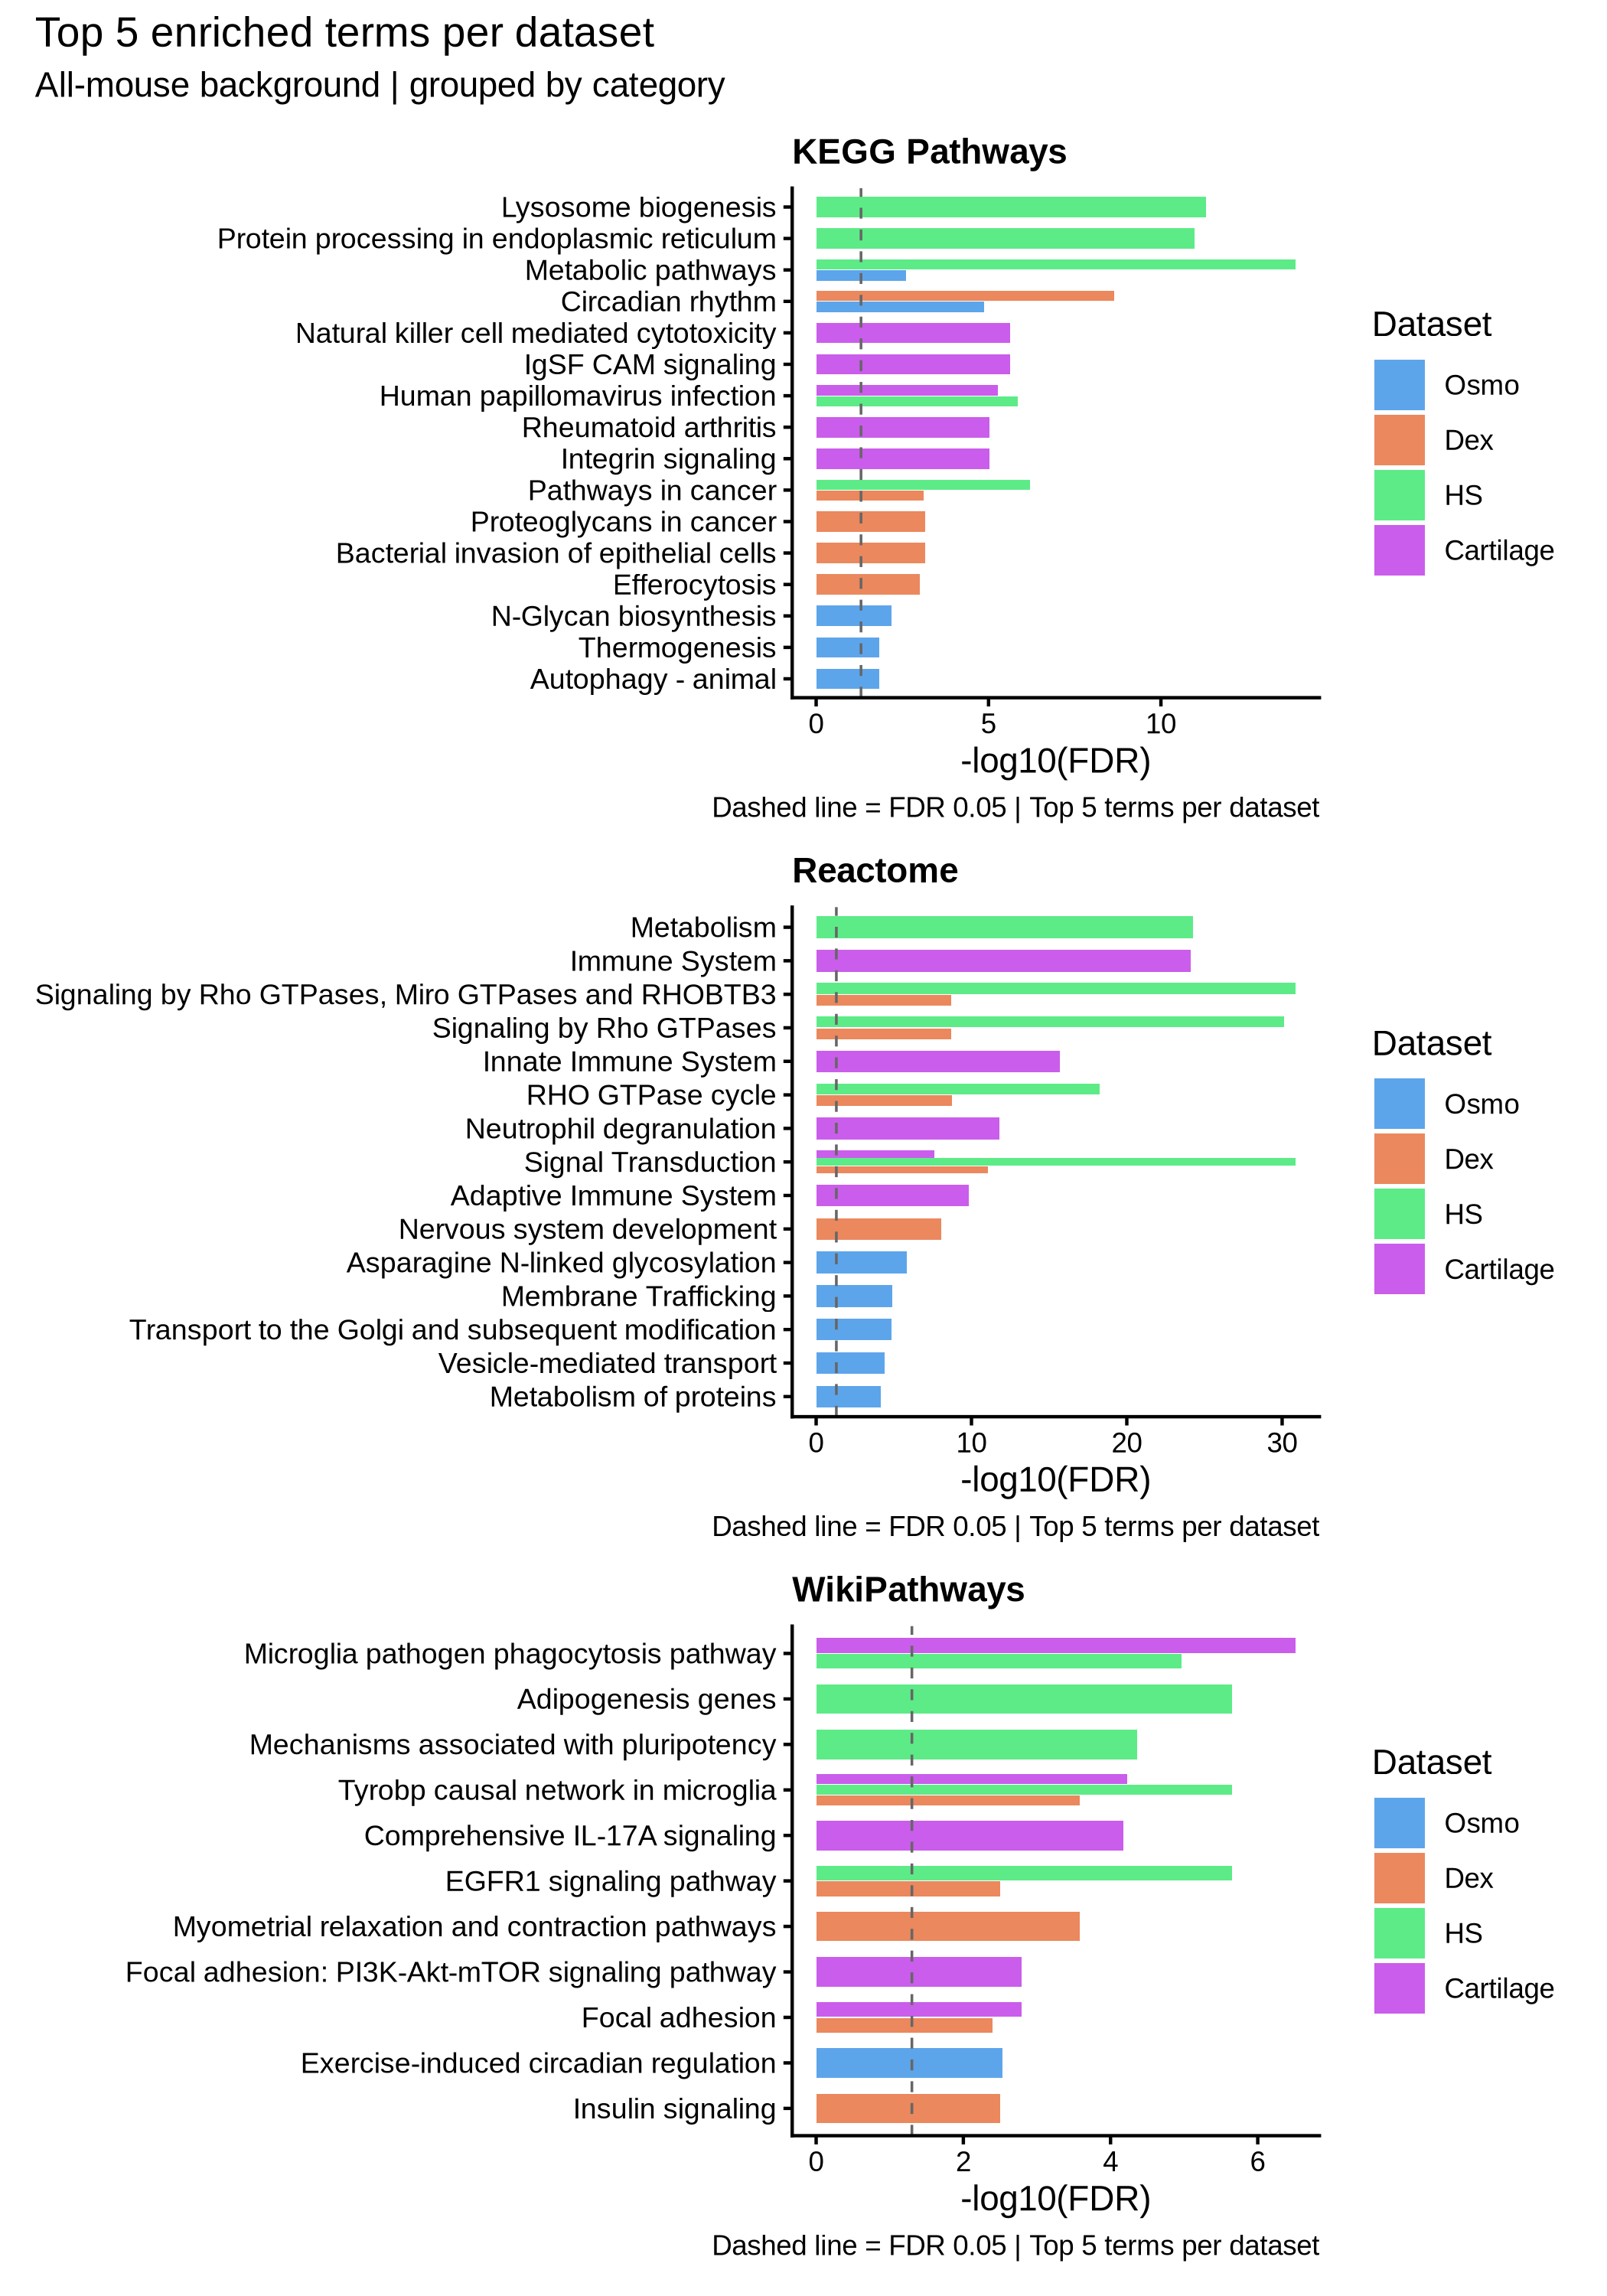 Top 5 enriched terms per dataset
All-mouse background | grouped by category
KEGG Pathways
Lysosome biogenesis
Protein processing in endoplasmic reticulum
Metabolic pathways
Circadian rhythm
Natural killer cell mediated cytotoxicity
IgSF CAM signaling
Human papillomavirus infection
Rheumatoid arthritis
Integrin signaling
Pathways in cancer
Proteoglycans in cancer
Bacterial invasion of epithelial cells
Efferocytosis
N-Glycan biosynthesis
Thermogenesis
Autophagy - animal
0 5 10
-log10(FDR)
Dashed line = FDR 0.05 | Top 5 terms per dataset
Dataset
Osmo
Dex
HS
Cartilage
Reactome
Metabolism
Immune System
Signaling by Rho GTPases, Miro GTPases and RHOBTB3
Signaling by Rho GTPases
Innate Immune System
RHO GTPase cycle
Neutrophil degranulation
Signal Transduction
Adaptive Immune System
Nervous system development
Asparagine N-linked glycosylation
Membrane Trafficking
Transport to the Golgi and subsequent modification
Vesicle-mediated transport
Metabolism of proteins
0 10 20 30
-log10(FDR)
Dashed line = FDR 0.05 | Top 5 terms per dataset
Dataset
Osmo
Dex
HS
Cartilage
WikiPathways
Microglia pathogen phagocytosis pathway
Adipogenesis genes
Mechanisms associated with pluripotency
Tyrobp causal network in microglia
Comprehensive IL-17A signaling
EGFR1 signaling pathway
Myometrial relaxation and contraction pathways
Focal adhesion: PI3K-Akt-mTOR signaling pathway
Focal adhesion
Exercise-induced circadian regulation
Insulin signaling
0 2 4 6
-log10(FDR)
Dashed line = FDR 0.05 | Top 5 terms per dataset
Dataset
Osmo
Dex
HS
Cartilage